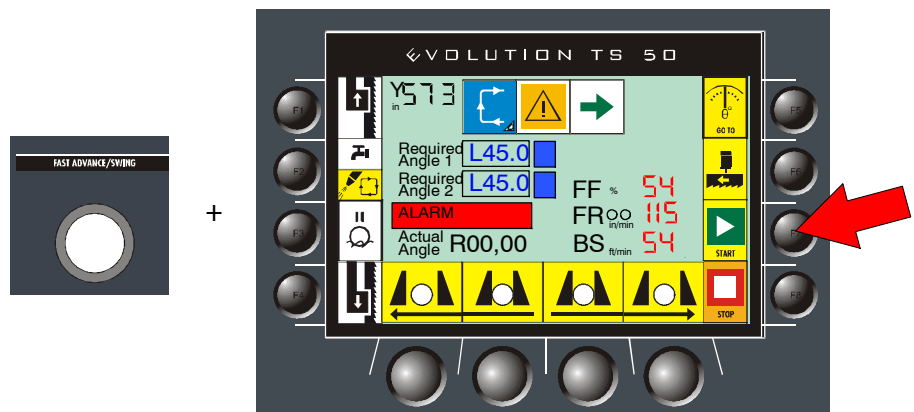 FAST ADVANCE/SWING
+
EVOLUTION TS 50
F1
F2
F3
F4
Y573
in
Required
Angle 1 L45.0
Required
Angle 2 L45.0
ALARM
Actual
Angle R00,00
FF % 54
FR in/min 115
BS ft/min 54
θ°
GO TO
START
STOP
F5
F6
F8